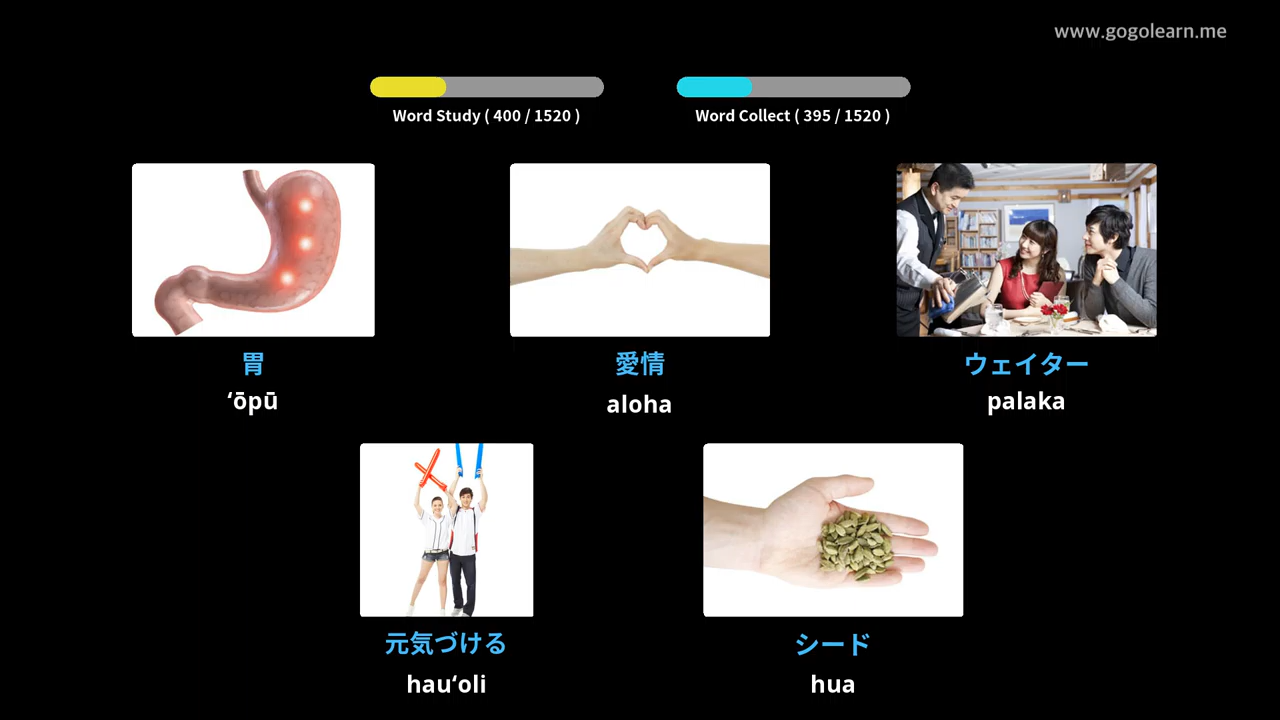 www.gogolearn.me
Word Study ( 400 / 1520 )
Word Collect ( 395 / 1520 )
胃
ʻōpū
愛情
aloha
ウェイター
palaka
元気づける
hauʻoli
シード
hua